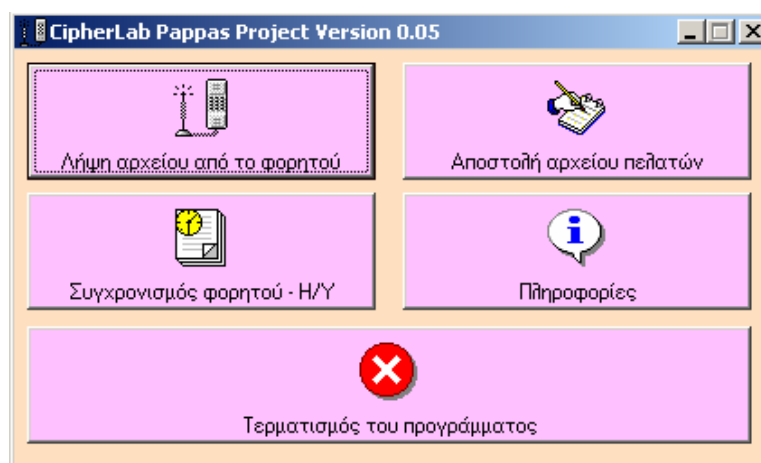 CipherLab Pappas Project Version 0.05
Λήψη αρχείου από το φορητού
Αποστολή αρχείου πελατών
Συγχρονισμός φορητού - Η/Υ
Πληροφορίες
Τερματισμός του προγράμματος